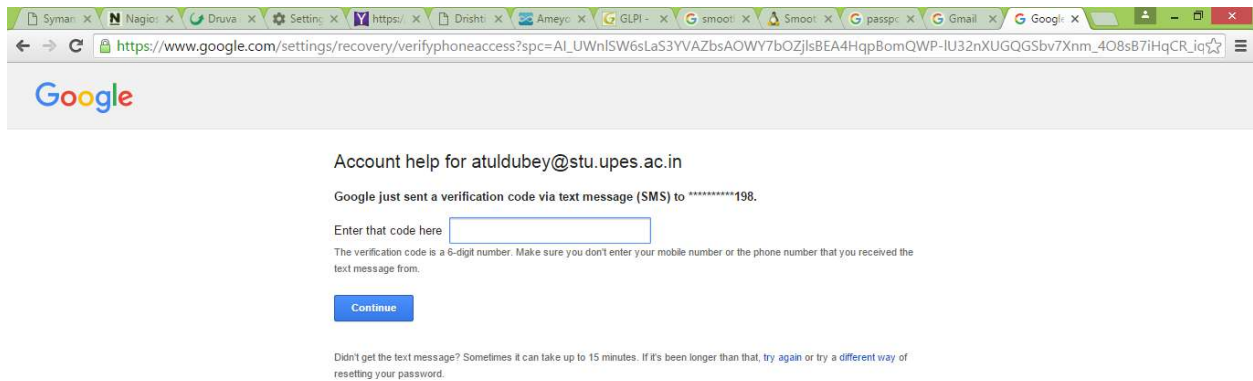 Syman Nagios Druva Setting https:/ Drishti Ameyo GLPI - smoot Smoot passpo Gmail Google
https://www.google.com/settings/recovery/verifyphoneaccess?spc=AI_UWnlSW6sLaS3YVAZbsAOWY7bOZjlsBEA4HqpBomQWP-lU32nXUGQGSbv7Xnm_4O8sB7iHqCR_iq
Google
Account help for atuldubey@stu.upes.ac.in
Google just sent a verification code via text message (SMS) to **********198.
Enter that code here
The verification code is a 6-digit number. Make sure you don't enter your mobile number or the phone number that you received the
text message from.
Continue
Didn't get the text message? Sometimes it can take up to 15 minutes. If it's been longer than that, try again or try a different way of
resetting your password.